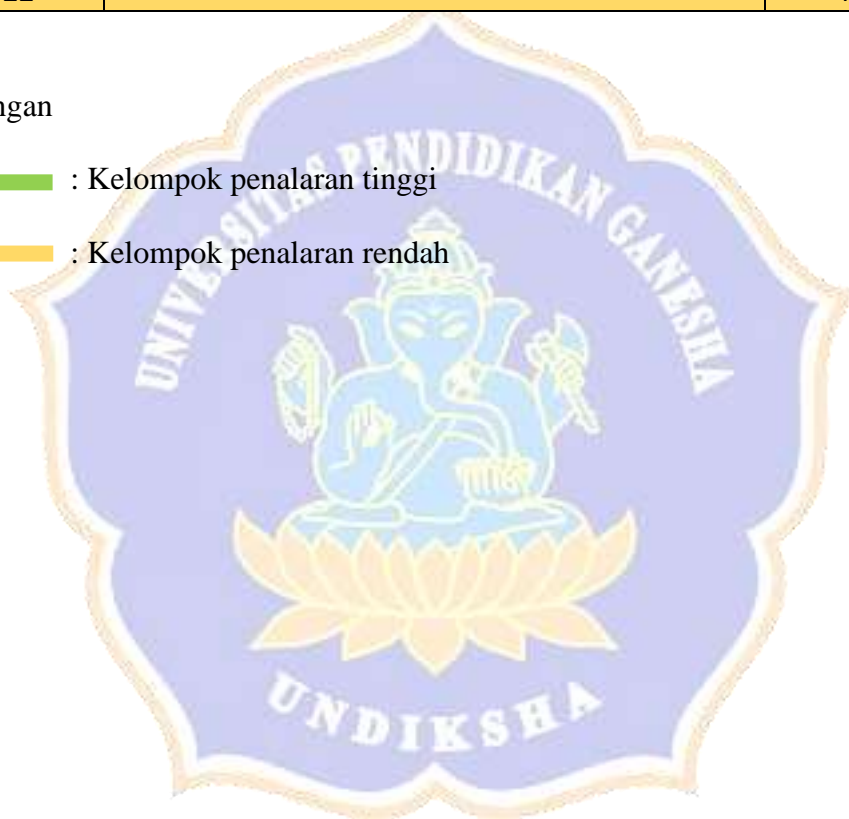 ngan
: Kelompok penalaran tinggi
: Kelompok penalaran rendah
UNIVERSITAS PENDIDIKAN GANESHA
UNDIKSHA